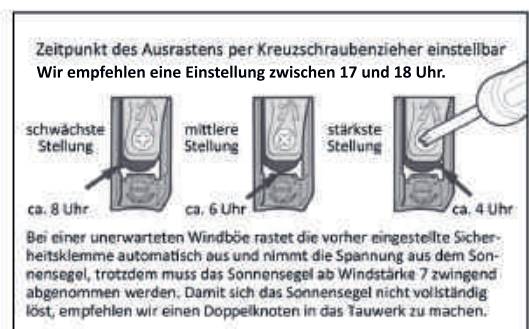 Zeitpunkt des Ausrastens per Kreuzschraubenzieher einstellbar
Wir empfehlen eine Einstellung zwischen 17 und 18 Uhr.
schwächste
Stellung
mittlere
Stellung
stärkste
Stellung
ca. 8 Uhr
ca. 6 Uhr
ca. 4 Uhr
Bei einer unerwarteten Windböe rastet die vorher eingestellte Sicher-
heitsklemme automatisch aus und nimmt die Spannung aus dem Son-
nensegel, trotzdem muss das Sonnensegel ab Windstärke 7 zwingend
abgenommen werden. Damit sich das Sonnensegel nicht vollständig
löst, empfehlen wir einen Doppelknoten in das Tauwerk zu machen.